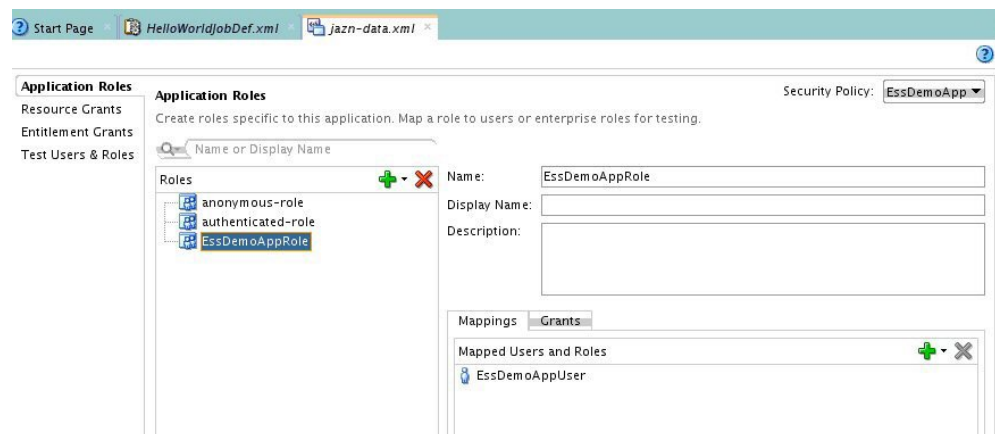 Start Page HelloWorldJobDef.xml jazn-data.xml
Application Roles
Resource Grants
Entitlement Grants
Test Users & Roles
Application Roles
Security Policy: EssDemoApp
Create roles specific to this application. Map a role to users or enterprise roles for testing.
Name or Display Name
Roles
anonymous-role
authenticated-role
EssDemoAppRole
Name: EssDemoAppRole
Display Name:
Description:
Mappings Grants
Mapped Users and Roles
EssDemoAppUser